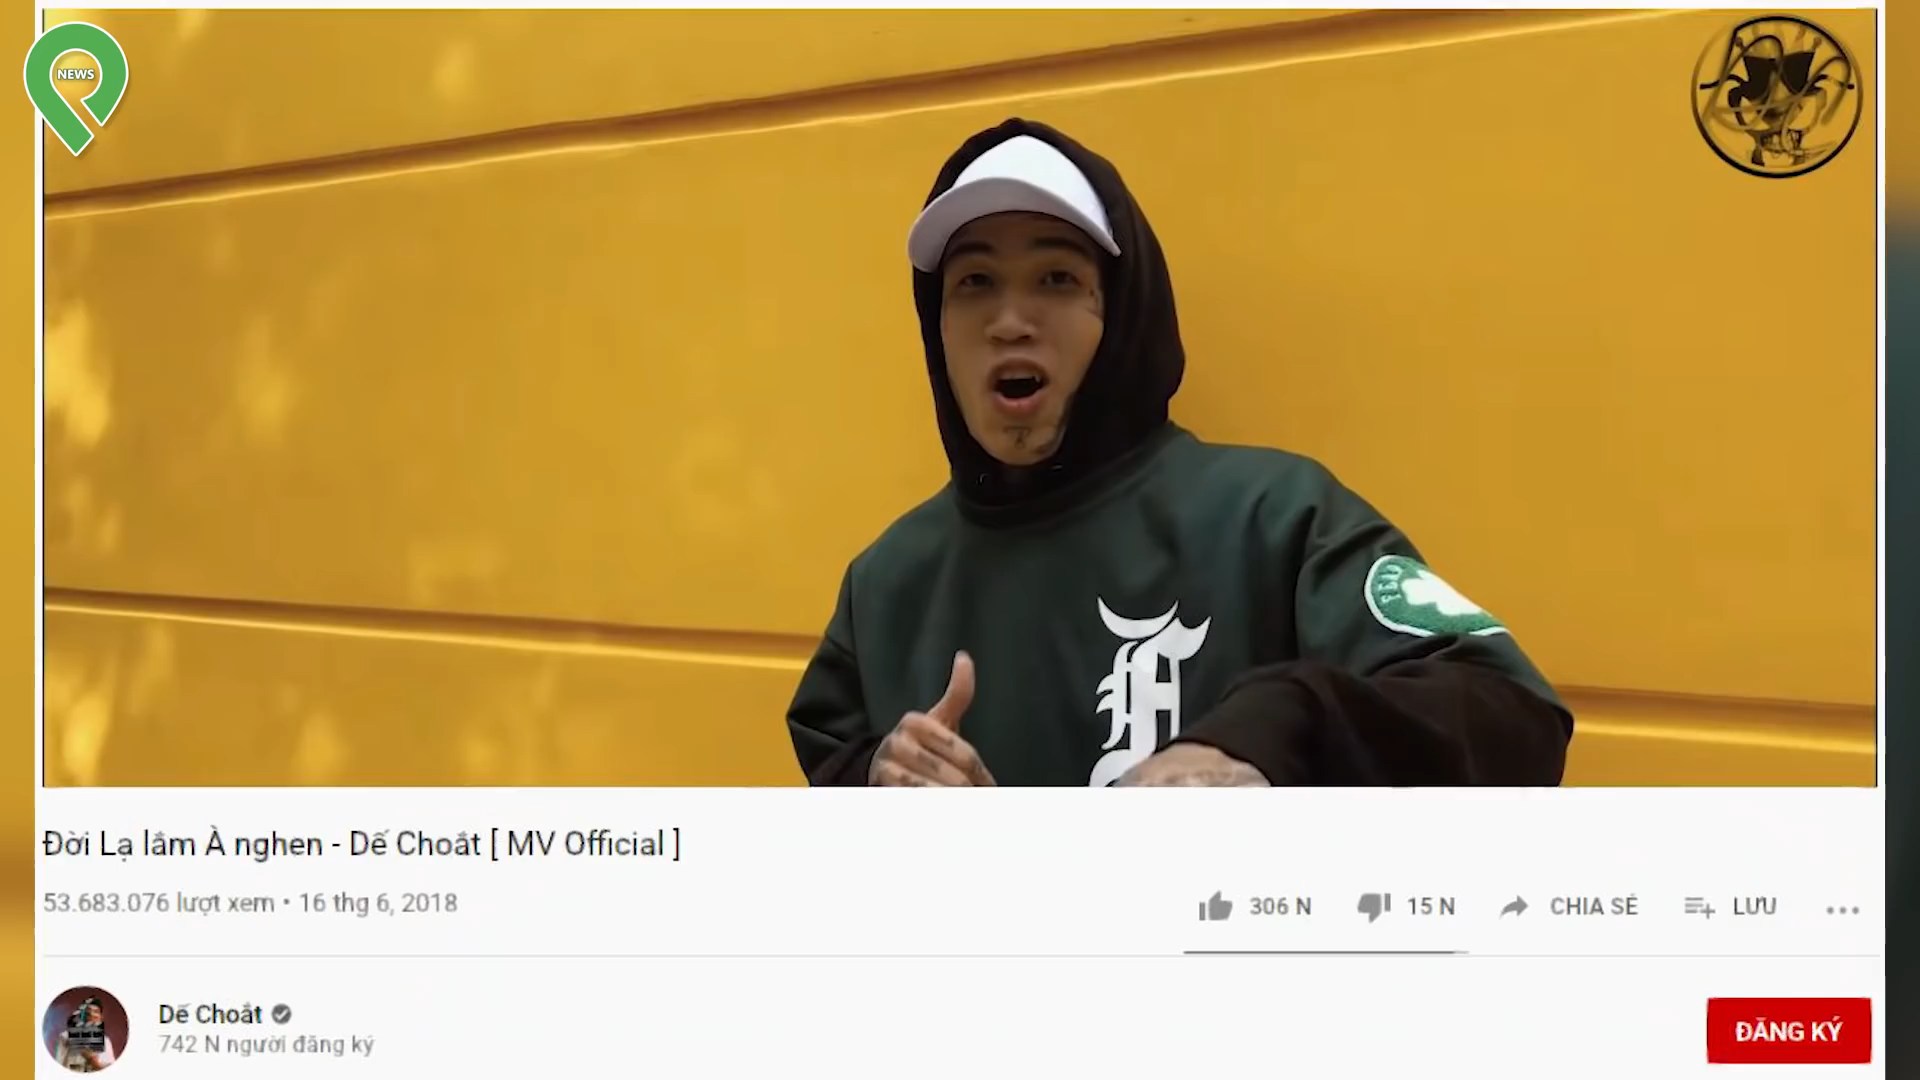 NEWS
Đời Lạ lắm À nghen - Dế Choắt [ MV Official ]
53.683.076 lượt xem • 16 thg 6, 2018
306 N
15 N
CHIA SẺ
LƯU
Dế Choắt
742 N người đăng ký
ĐĂNG KÝ